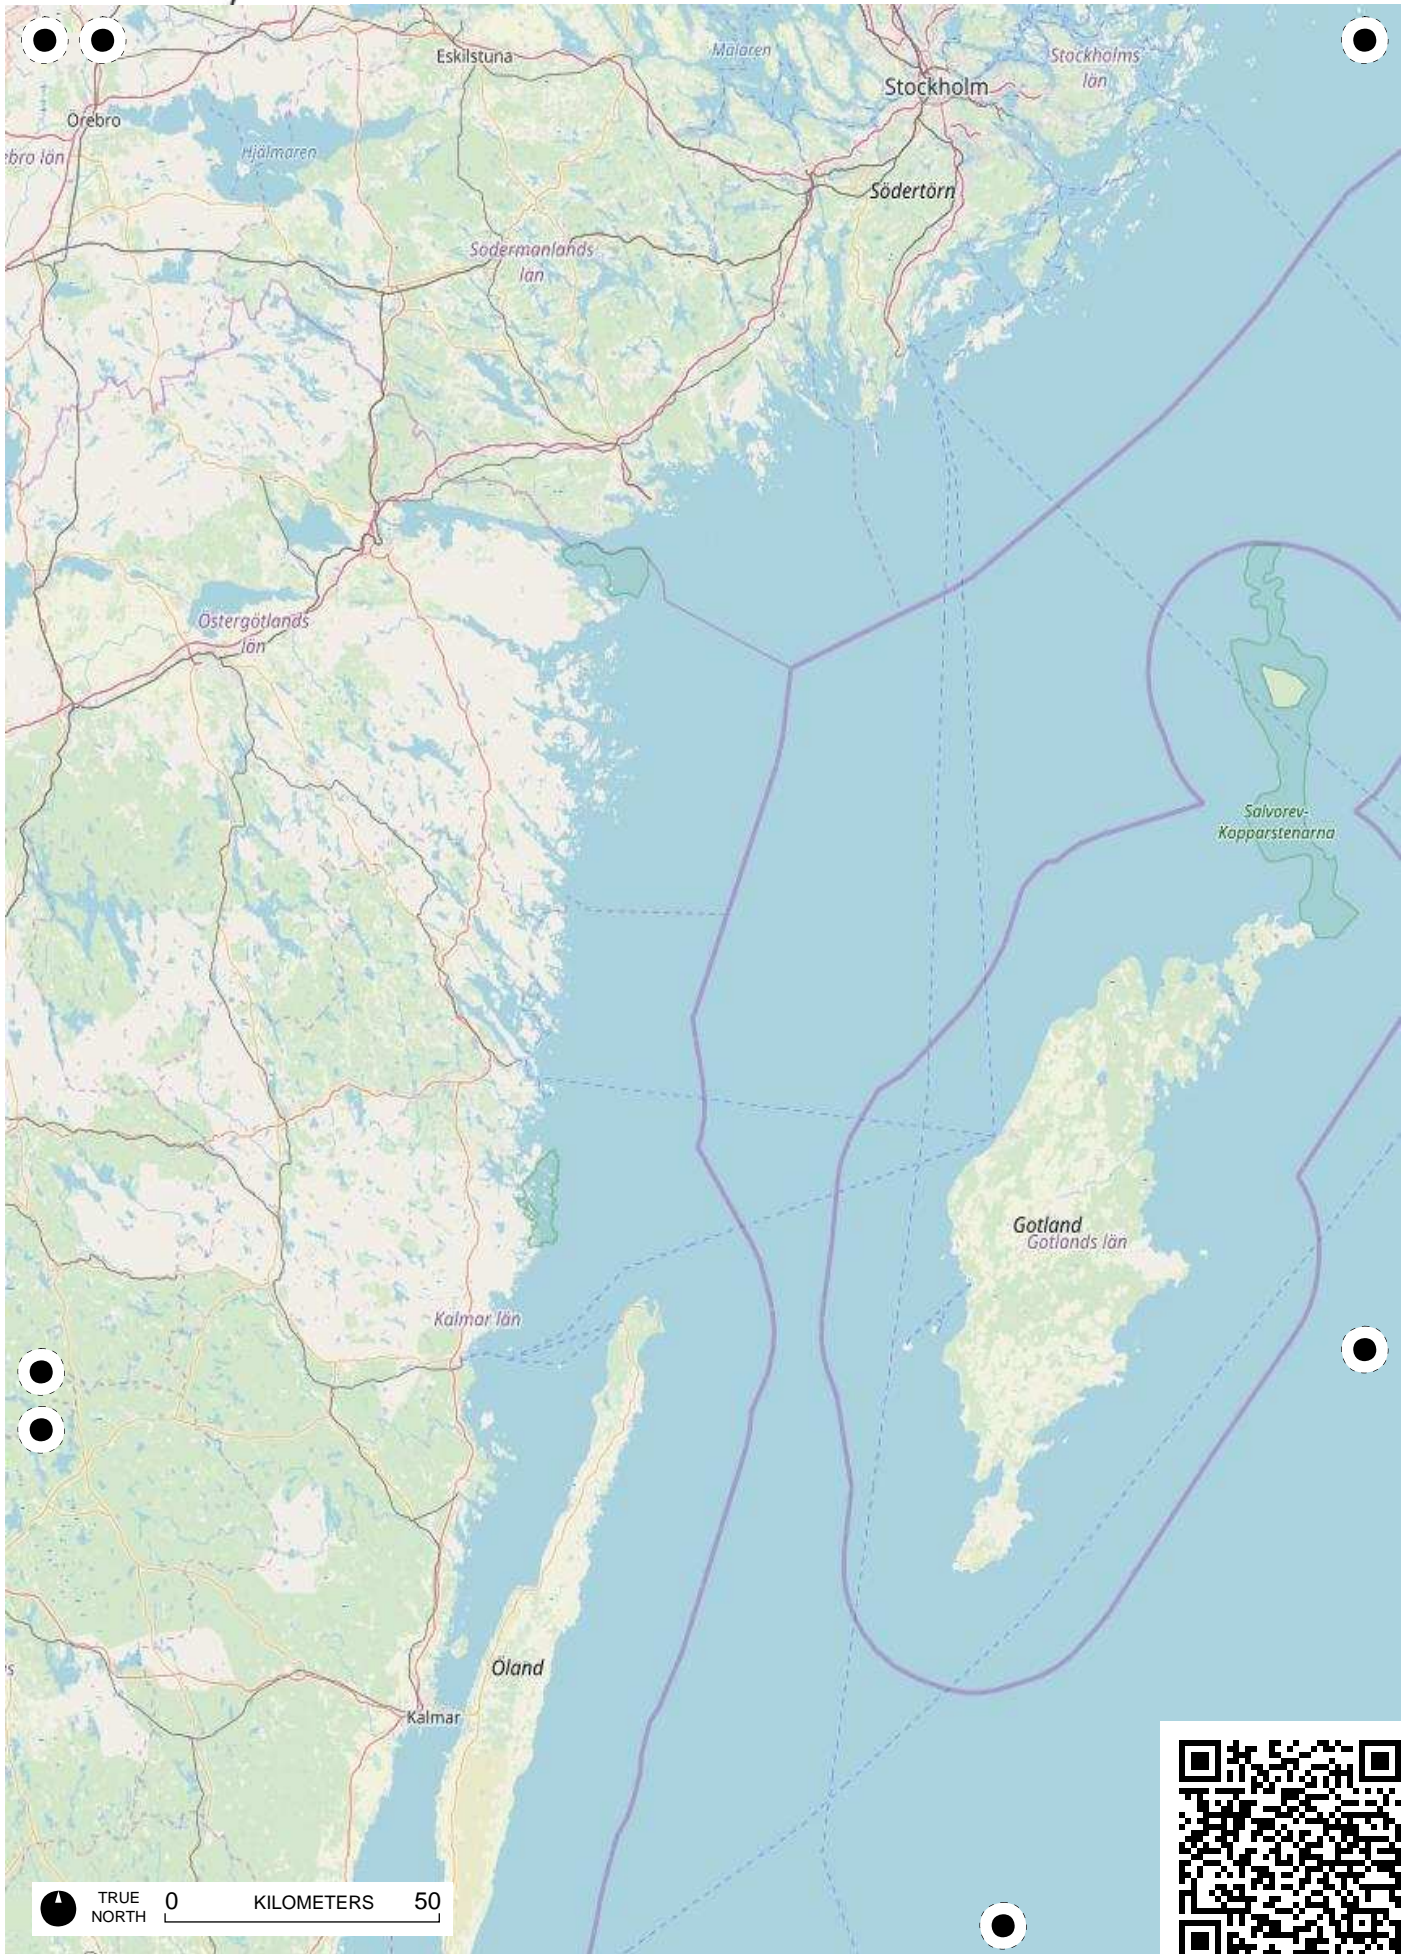 Eskilstuna
Mälaren
Stockholms
län
Stockholm
Örebro
ebro län
Hjälmaren
Södertörn
Södermanlands
län
Östergötlands
län
Salvorev-
Kopparstenarna
Gotland
Gotlands län
Kalmar län
Öland
Kalmar
TRUE
NORTH
0 KILOMETERS 50